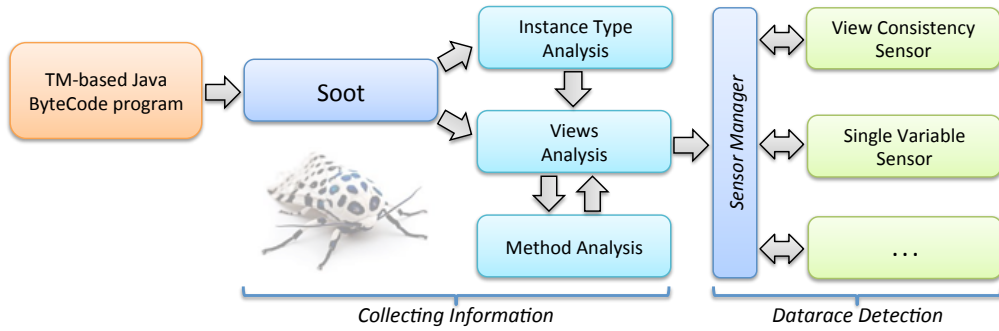 TM-based Java
ByteCode program
Soot
Instance Type
Analysis
Views
Analysis
Method Analysis
Sensor Manager
View Consistency
Sensor
Single Variable
Sensor
...
Collecting Information
Datarace Detection